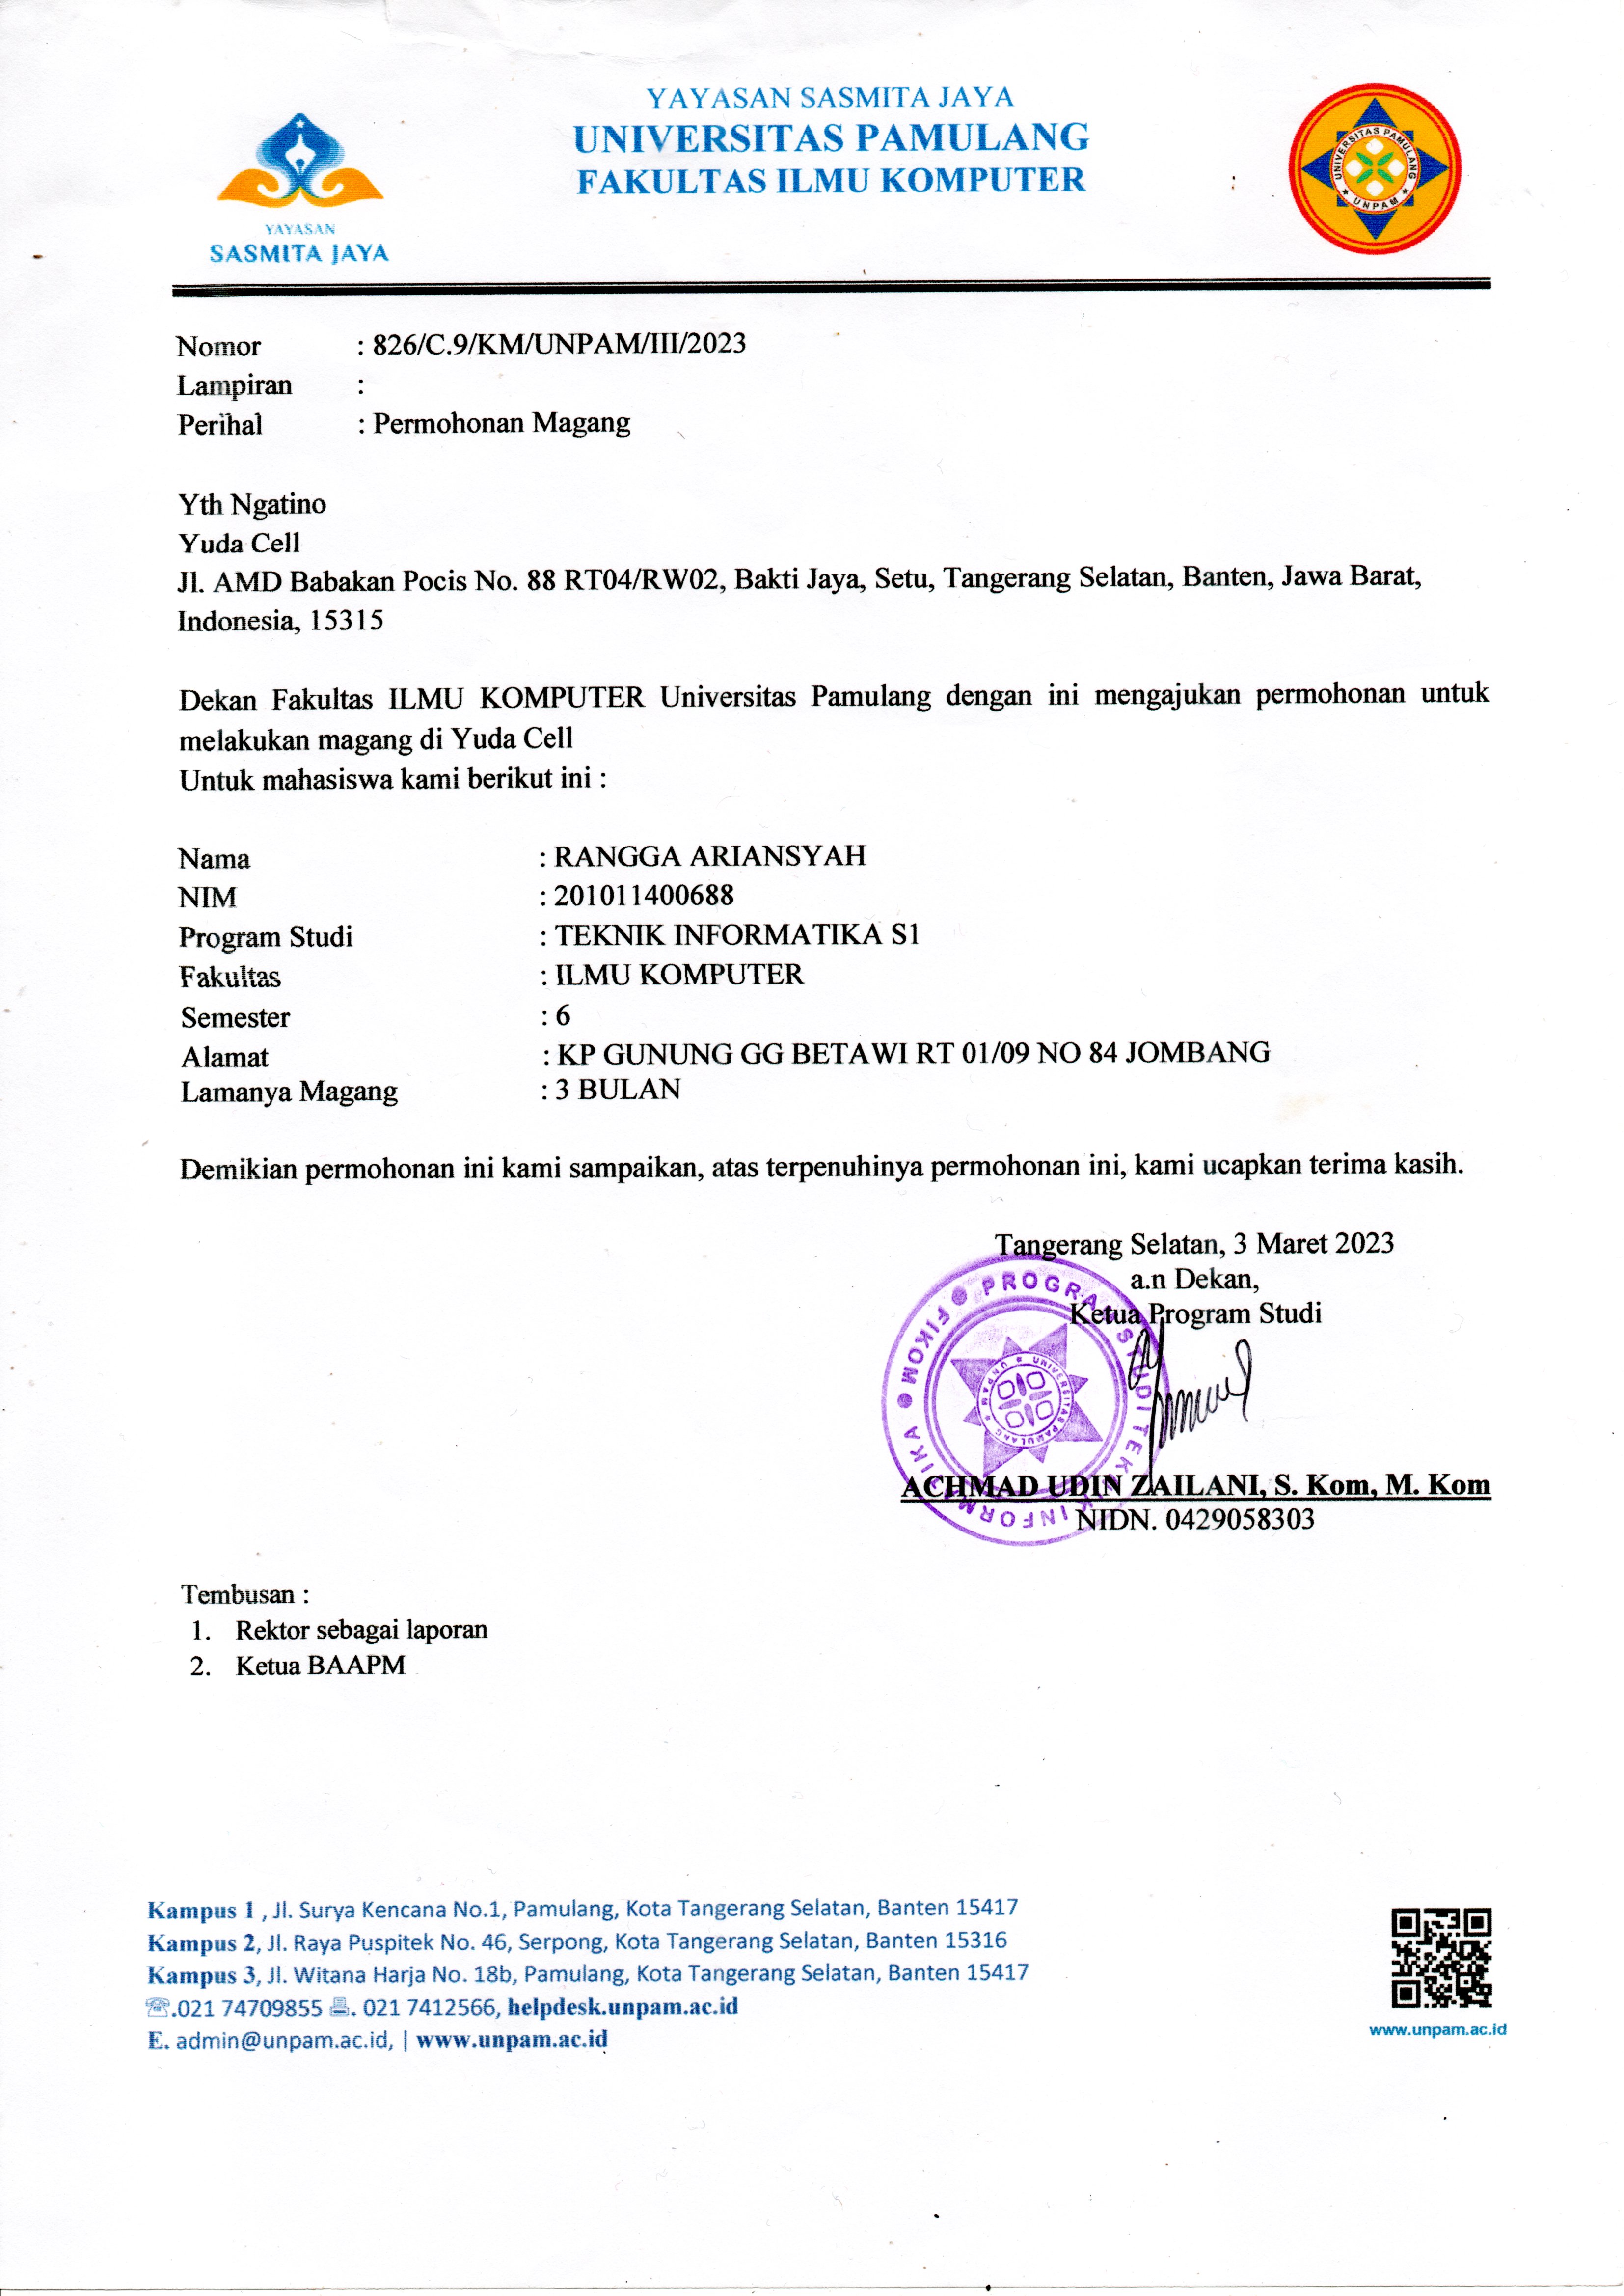 YAYASAN SASMITA JAYA
UNIVERSITAS PAMULANG
FAKULTAS ILMU KOMPUTER
YAYASAN
SASMITA JAYA
UNIVERSITAS PAMULANG
★ UNPAM ★
Nomor : 826/C.9/KM/UNPAM/III/2023
Lampiran :
Perihal : Permohonan Magang
Yth Ngatino
Yuda Cell
Jl. AMD Babakan Pocis No. 88 RT04/RW02, Bakti Jaya, Setu, Tangerang Selatan, Banten, Jawa Barat,
Indonesia, 15315
Dekan Fakultas ILMU KOMPUTER Universitas Pamulang dengan ini mengajukan permohonan untuk
melakukan magang di Yuda Cell
Untuk mahasiswa kami berikut ini :
Nama : RANGGA ARIANSYAH
NIM : 201011400688
Program Studi : TEKNIK INFORMATIKA S1
Fakultas : ILMU KOMPUTER
Semester : 6
Alamat : KP GUNUNG GG BETAWI RT 01/09 NO 84 JOMBANG
Lamanya Magang : 3 BULAN
Demikian permohonan ini kami sampaikan, atas terpenuhinya permohonan ini, kami ucapkan terima kasih.
Tangerang Selatan, 3 Maret 2023
a.n Dekan,
Ketua Program Studi
PROGRAM STUDI TEKNIK INFORMATIKA ● FIKOM ●
UNIVERSITAS PAMULANG ★ UNPAM ★
ACHMAD UDIN ZAILANI, S. Kom, M. Kom
NIDN. 0429058303
Tembusan :
1. Rektor sebagai laporan
2. Ketua BAAPM
Kampus 1 , Jl. Surya Kencana No.1, Pamulang, Kota Tangerang Selatan, Banten 15417
Kampus 2, Jl. Raya Puspitek No. 46, Serpong, Kota Tangerang Selatan, Banten 15316
Kampus 3, Jl. Witana Harja No. 18b, Pamulang, Kota Tangerang Selatan, Banten 15417
☏.021 74709855 🖷. 021 7412566, helpdesk.unpam.ac.id
E. admin@unpam.ac.id, | www.unpam.ac.id
www.unpam.ac.id